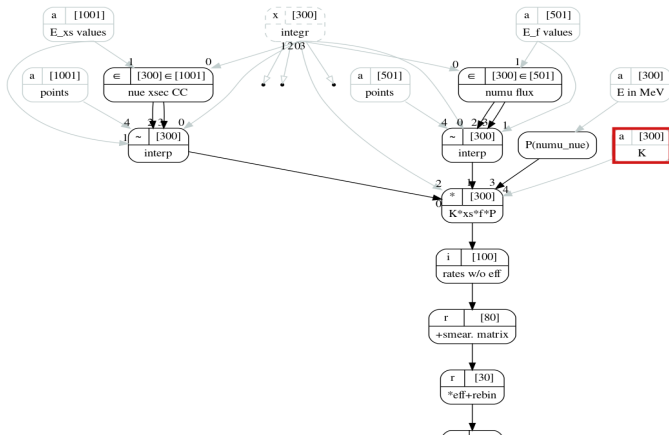 a [1001]
E_xs values
x [300]
integr
a [501]
E_f values
1 2 0 3
1
0
0
1
∈ [300]∈[1001]
nue xsec CC
∈ [300]∈[501]
numu flux
a [1001]
points
a [501]
points
a [300]
E in MeV
4 3 3 0
1
~ [300]
interp
4 0 2 3
1
~ [300]
interp
P(numu_nue)
a [300]
K
2 1 3
4
0
* [300]
K*xs*f*P
i [100]
rates w/o eff
r [80]
+smear. matrix
r [30]
*eff+rebin